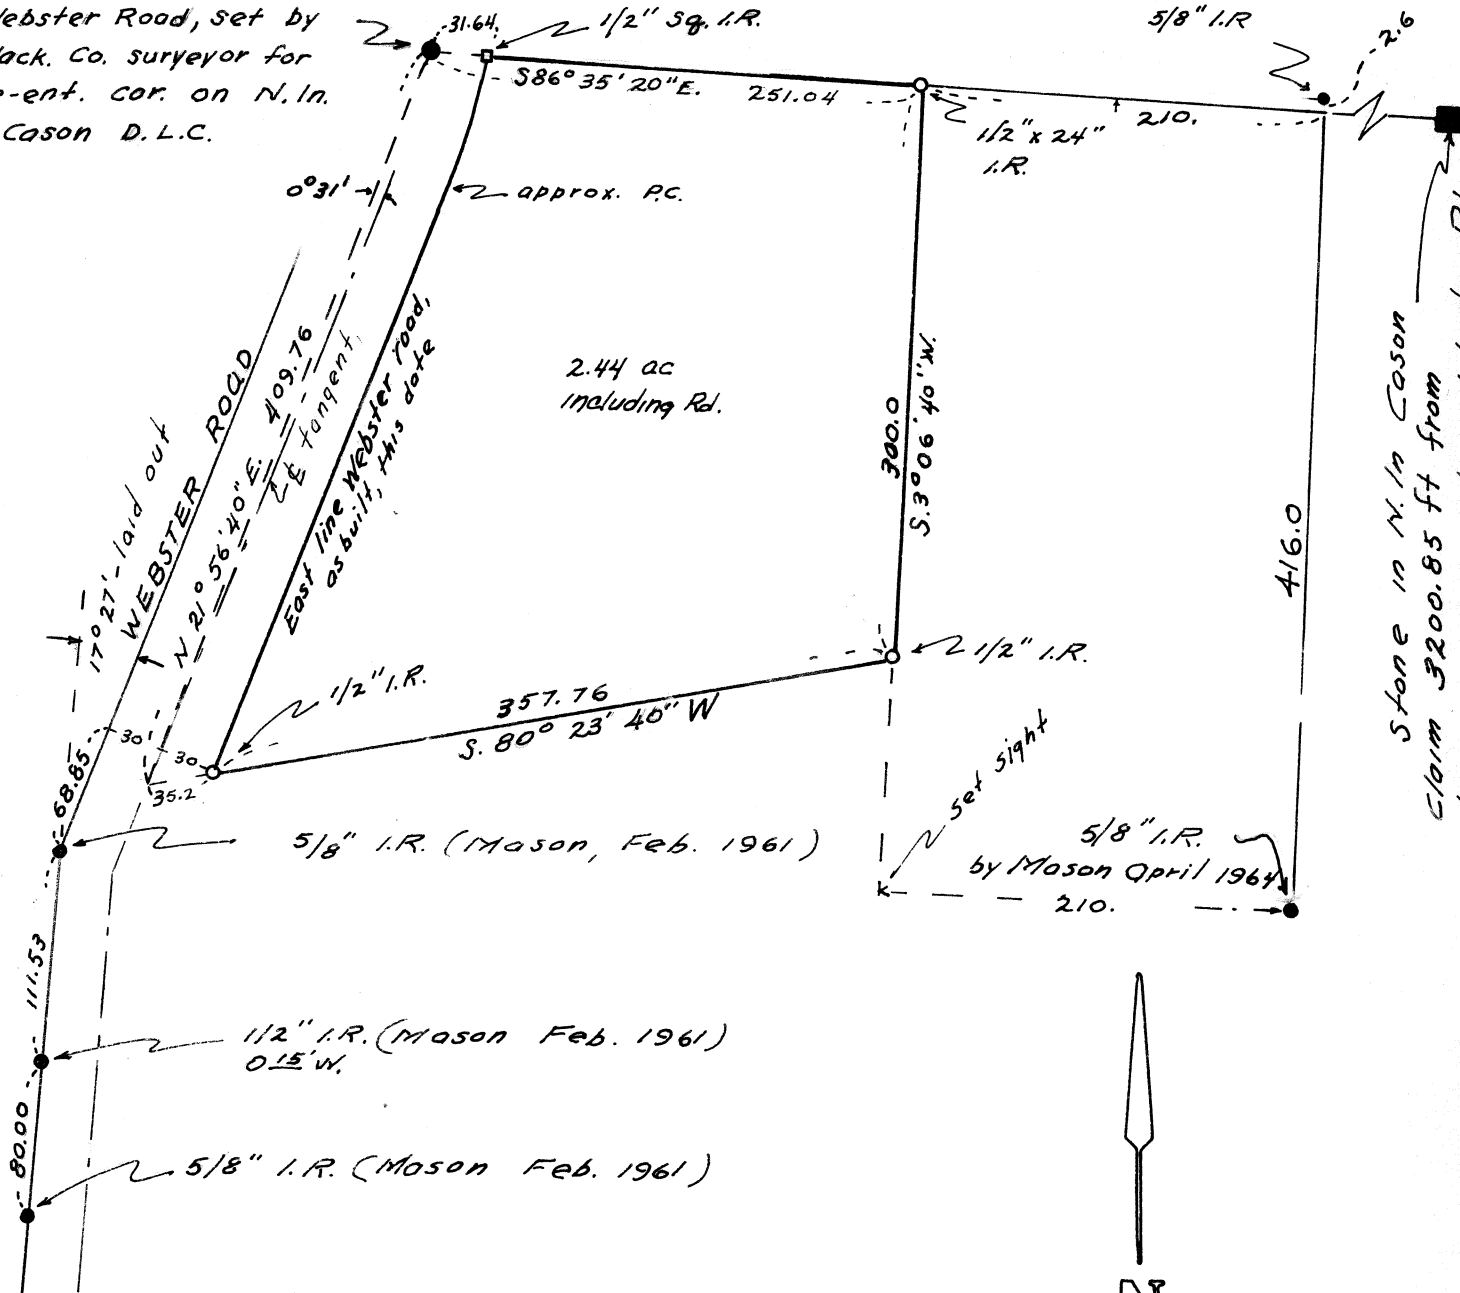 Road, set by
Co. surveyor for
cor. on N.ln.
Cason D.L.C.
31.64
1/2" Sq. I.R.
5/8" I.R
2.6
S86° 35' 20"E.
251.04
210.
1/2" x 24"
I.R.
0°31'
approx. P.C.
2.44 ac
including Rd.
300.0
S.3° 06' 40" W.
416.0
Stone in N.ln Cason
Claim 3200.85 ft from
17° 27'- laid out
WEBSTER ROAD
N 21° 56' 40" E. 409.76
₵ tangent
East line Webster road,
as built, this date
1/2" I.R.
357.76
S. 80° 23' 40" W
1/2" I.R.
30
30
35.2
68.85
set sight
5/8" I.R. (Mason, Feb. 1961)
5/8" I.R.
by Mason April 1964
210.
111.53
1/2" I.R. (Mason Feb. 1961)
0 15' W.
80.00
5/8" I.R. (Mason Feb. 1961)